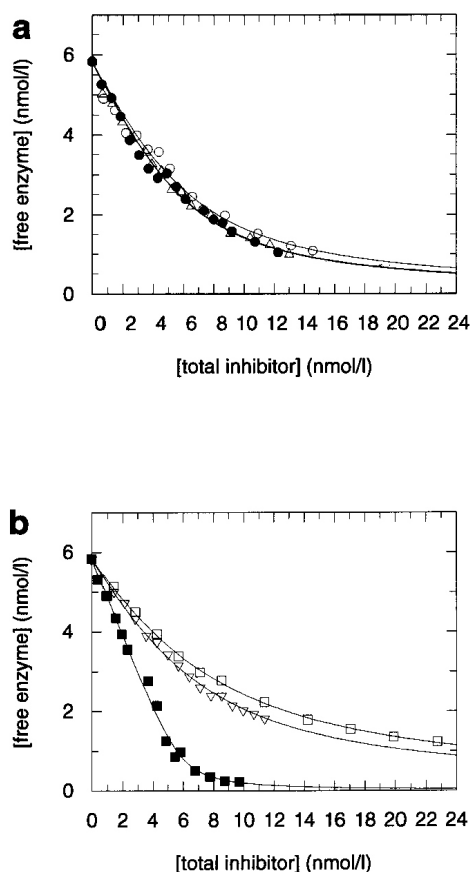 a
[free enzyme] (nmol/l)
6
4
2
0
0 2 4 6 8 10 12 14 16 18 20 22 24
[total inhibitor] (nmol/l)
b
[free enzyme] (nmol/l)
6
4
2
0
0 2 4 6 8 10 12 14 16 18 20 22 24
[total inhibitor] (nmol/l)